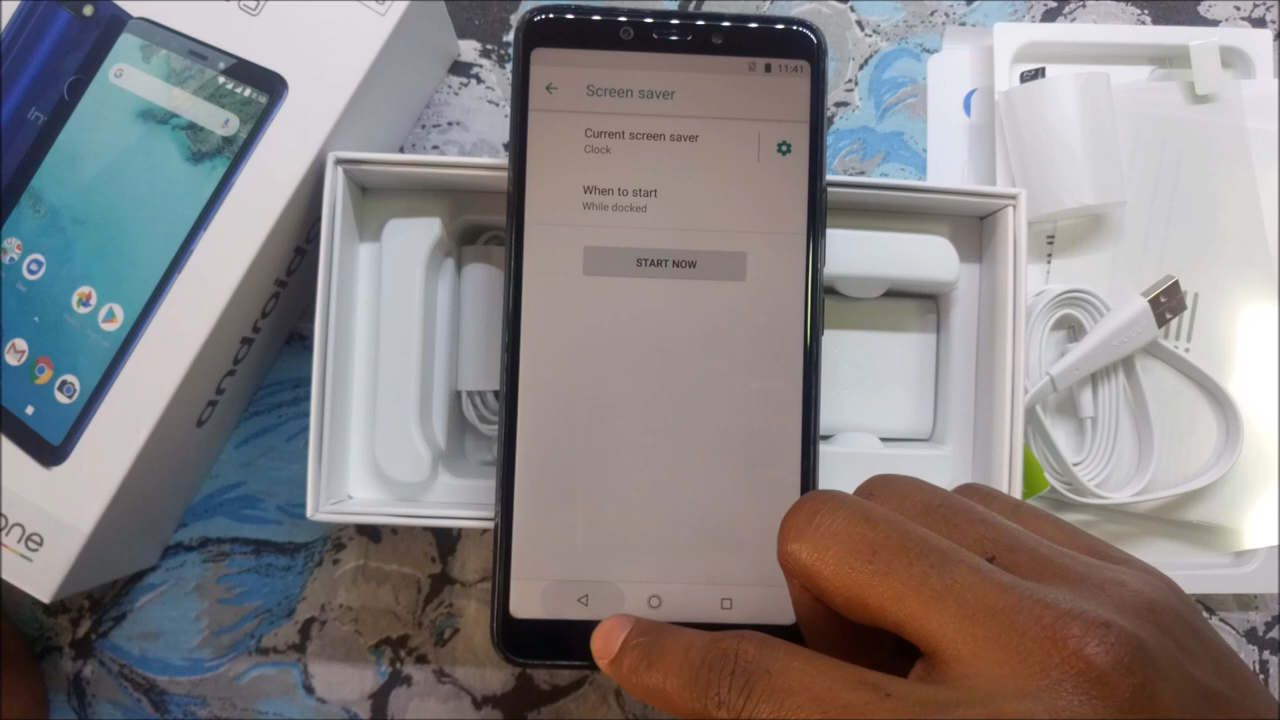 11:41
Screen saver
Current screen saver
Clock
When to start
While docked
START NOW
android
one